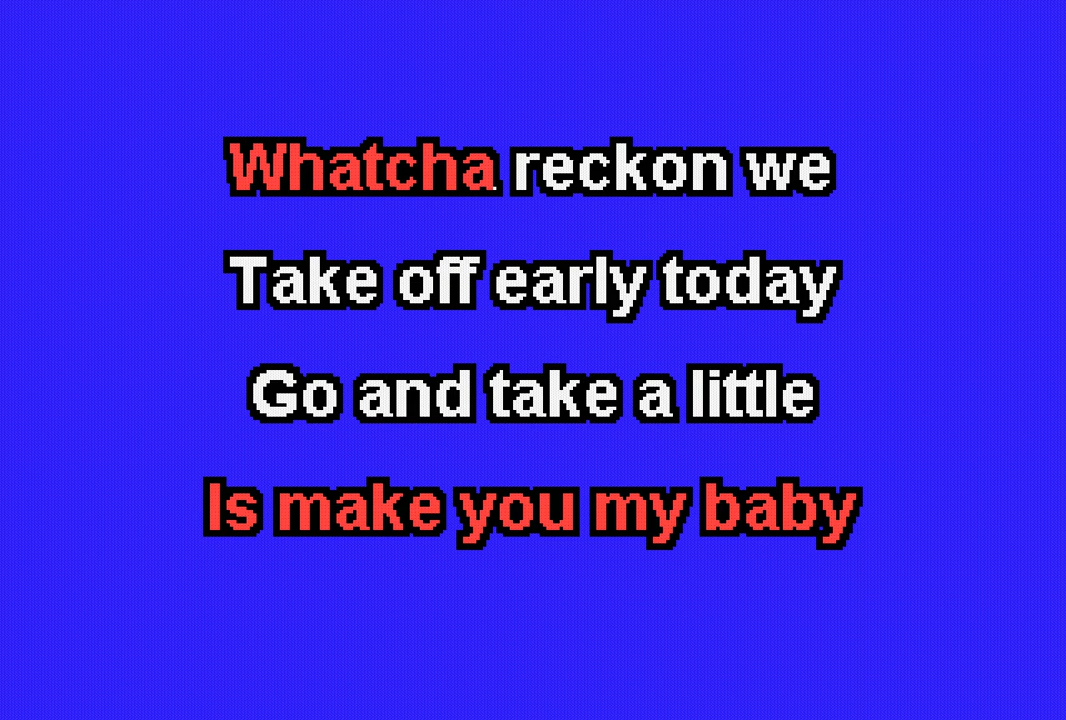 Whatcha reckon we
Take off early today
Go and take a little
Is make you my baby